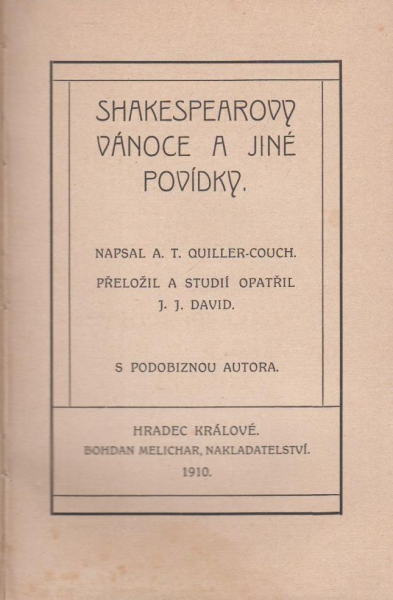 SHAKESPEAROVY
VÁNOCE A JINÉ
POVÍDKY.
NAPSAL A. T. QUILLER-COUCH.
PŘELOŽIL A STUDIÍ OPATŘIL
J. J. DAVID.
S PODOBIZNOU AUTORA.
HRADEC KRÁLOVÉ.
BOHDAN MELICHAR, NAKLADATELSTVÍ.
1910.